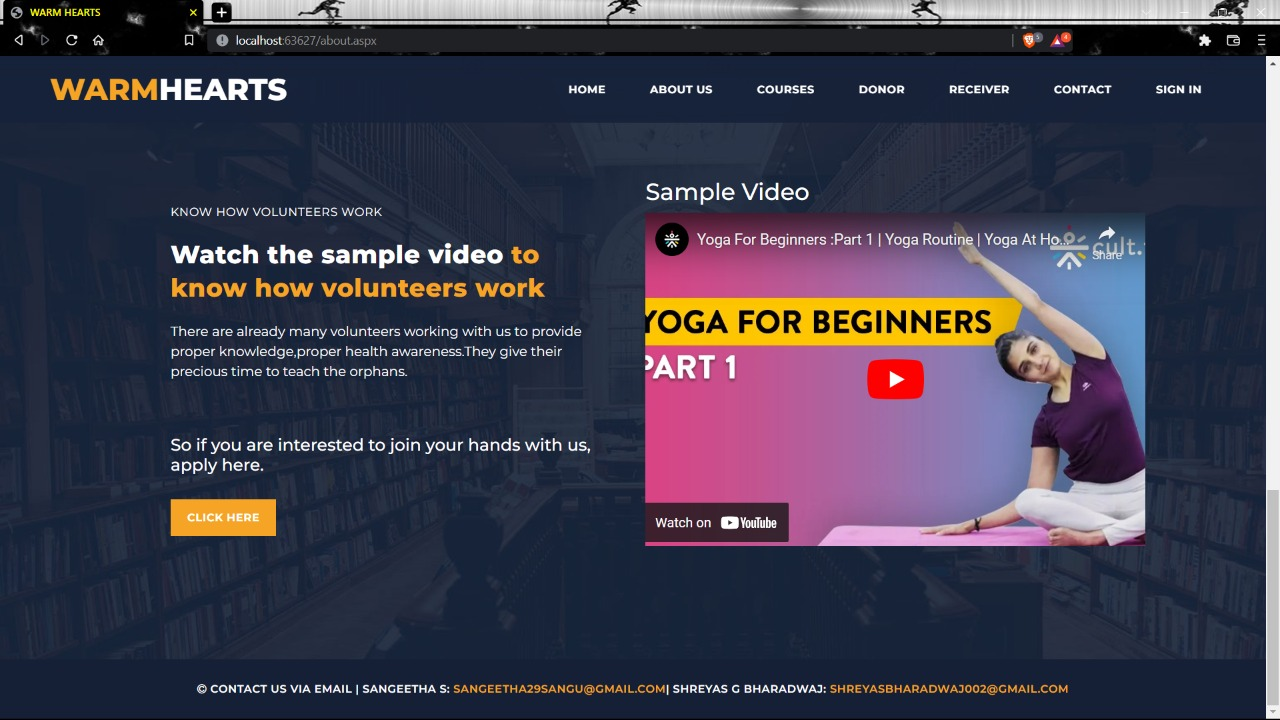 WARM HEARTS
localhost:63627/about.aspx
WARMHEARTS
HOME ABOUT US COURSES DONOR RECEIVER CONTACT SIGN IN
KNOW HOW VOLUNTEERS WORK
Watch the sample video to
know how volunteers work
There are already many volunteers working with us to provide
proper knowledge,proper health awareness.They give their
precious time to teach the orphans.
So if you are interested to join your hands with us,
apply here.
CLICK HERE
Sample Video
Yoga For Beginners :Part 1 | Yoga Routine | Yoga At Ho...
Share
cult.
YOGA FOR BEGINNERS
PART 1
Watch on YouTube
© CONTACT US VIA EMAIL | SANGEETHA S: SANGEETHA29SANGU@GMAIL.COM| SHREYAS G BHARADWAJ: SHREYASBHARADWAJ002@GMAIL.COM